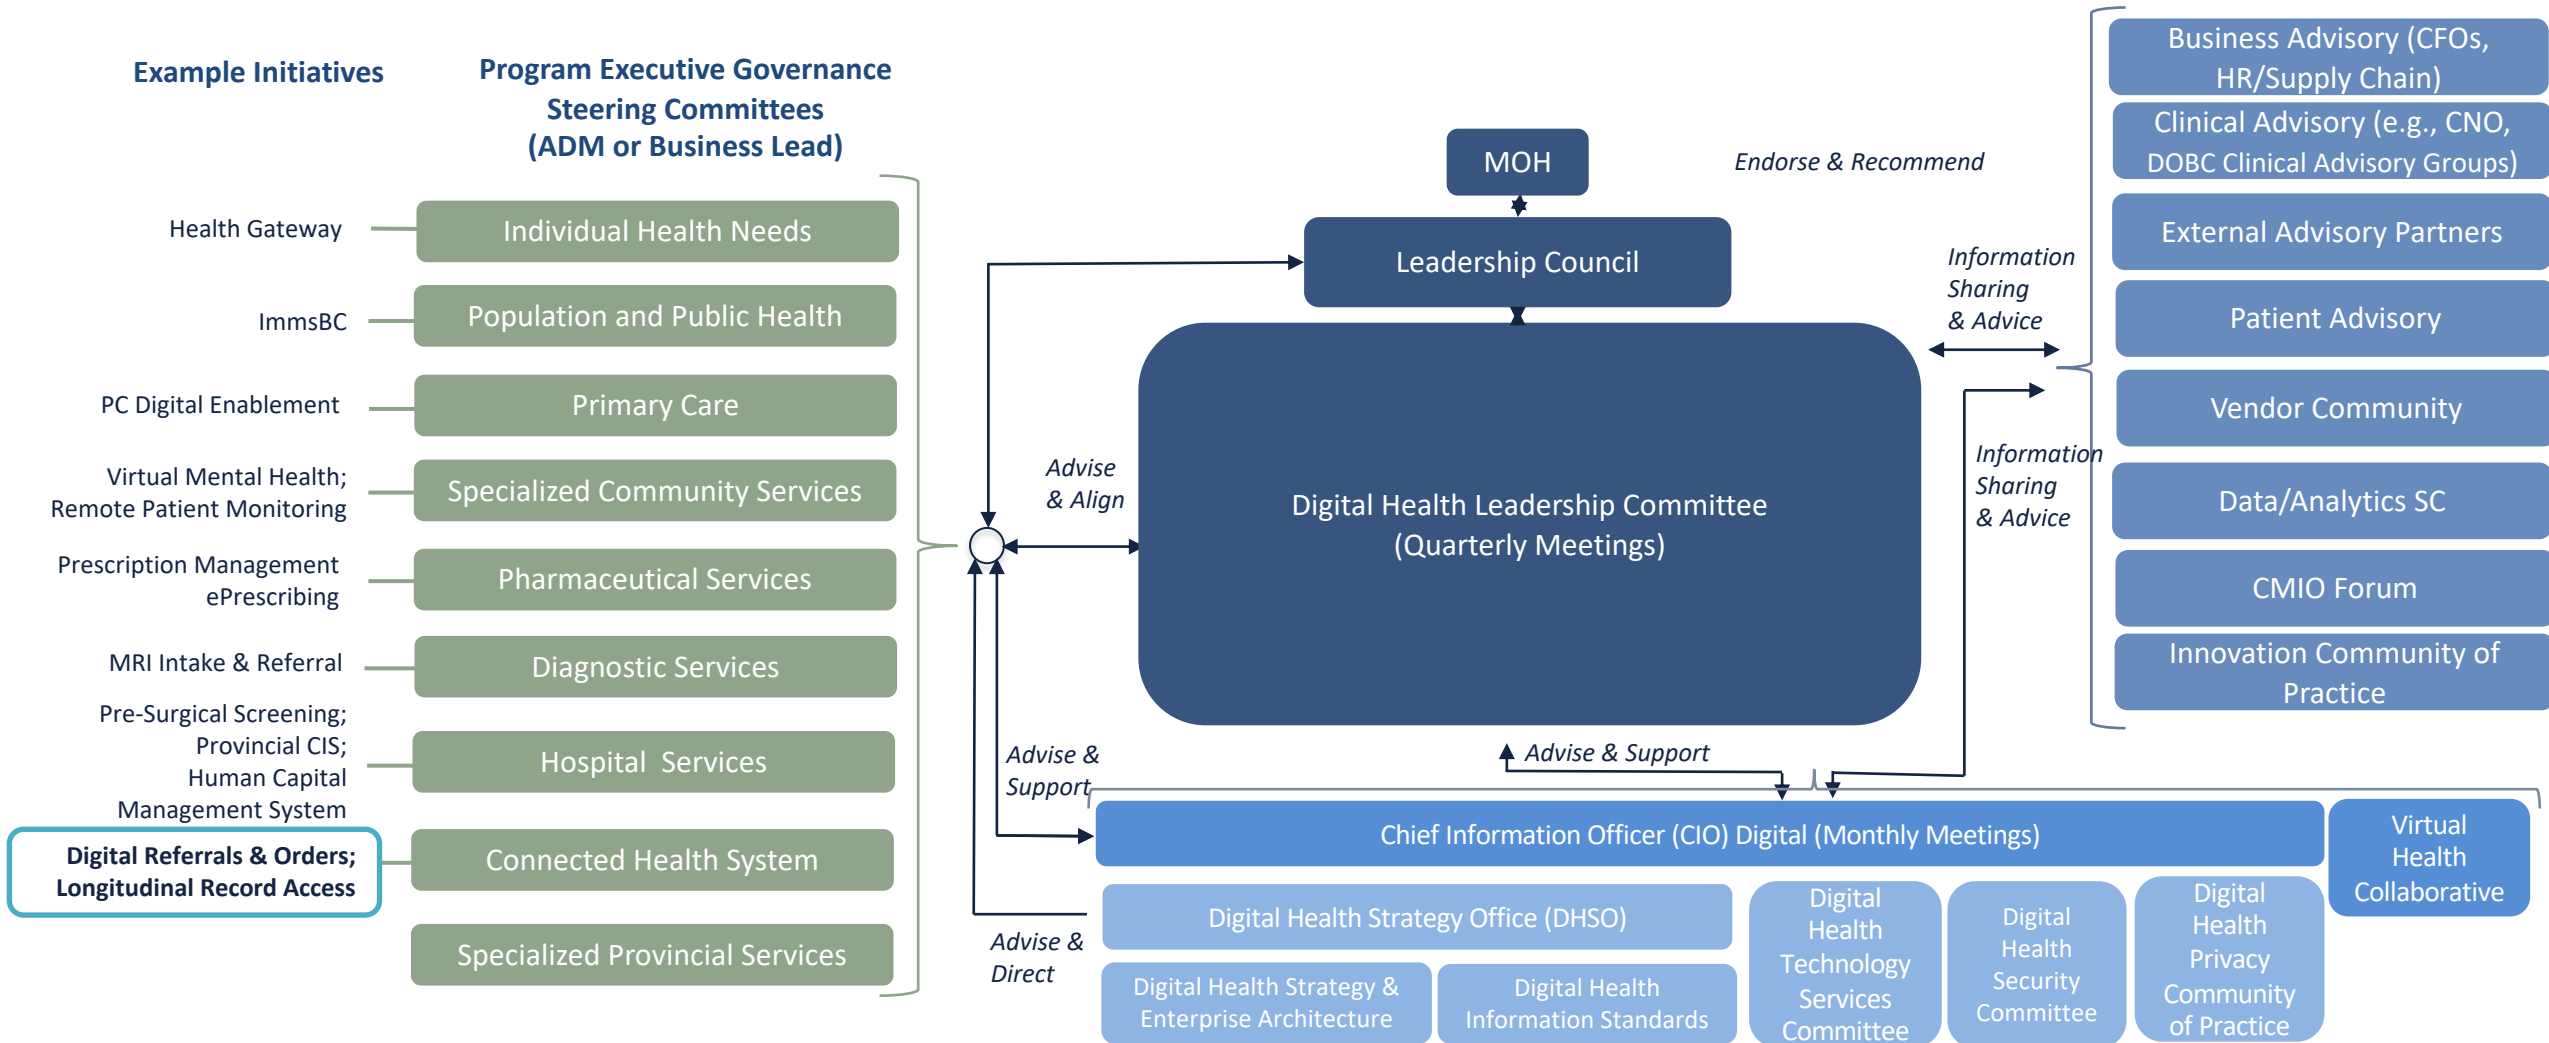 Example Initiatives
Program Executive Governance
Steering Committees
(ADM or Business Lead)
Health Gateway
Individual Health Needs
ImmsBC
Population and Public Health
PC Digital Enablement
Primary Care
Virtual Mental Health;
Remote Patient Monitoring
Specialized Community Services
Prescription Management
ePrescribing
Pharmaceutical Services
MRI Intake & Referral
Diagnostic Services
Pre-Surgical Screening;
Provincial CIS;
Human Capital
Management System
Hospital Services
Digital Referrals & Orders;
Longitudinal Record Access
Connected Health System
Specialized Provincial Services
MOH
Endorse & Recommend
Leadership Council
Advise
& Align
Digital Health Leadership Committee
(Quarterly Meetings)
Information
Sharing
& Advice
Information
Sharing
& Advice
Advise &
Support
Advise & Support
Advise &
Direct
Chief Information Officer (CIO) Digital (Monthly Meetings)
Virtual
Health
Collaborative
Digital Health Strategy Office (DHSO)
Digital Health Strategy &
Enterprise Architecture
Digital Health
Information Standards
Digital
Health
Technology
Services
Committee
Digital
Health
Security
Committee
Digital
Health
Privacy
Community
of Practice
Business Advisory (CFOs,
HR/Supply Chain)
Clinical Advisory (e.g., CNO,
DOBC Clinical Advisory Groups)
External Advisory Partners
Patient Advisory
Vendor Community
Data/Analytics SC
CMIO Forum
Innovation Community of
Practice